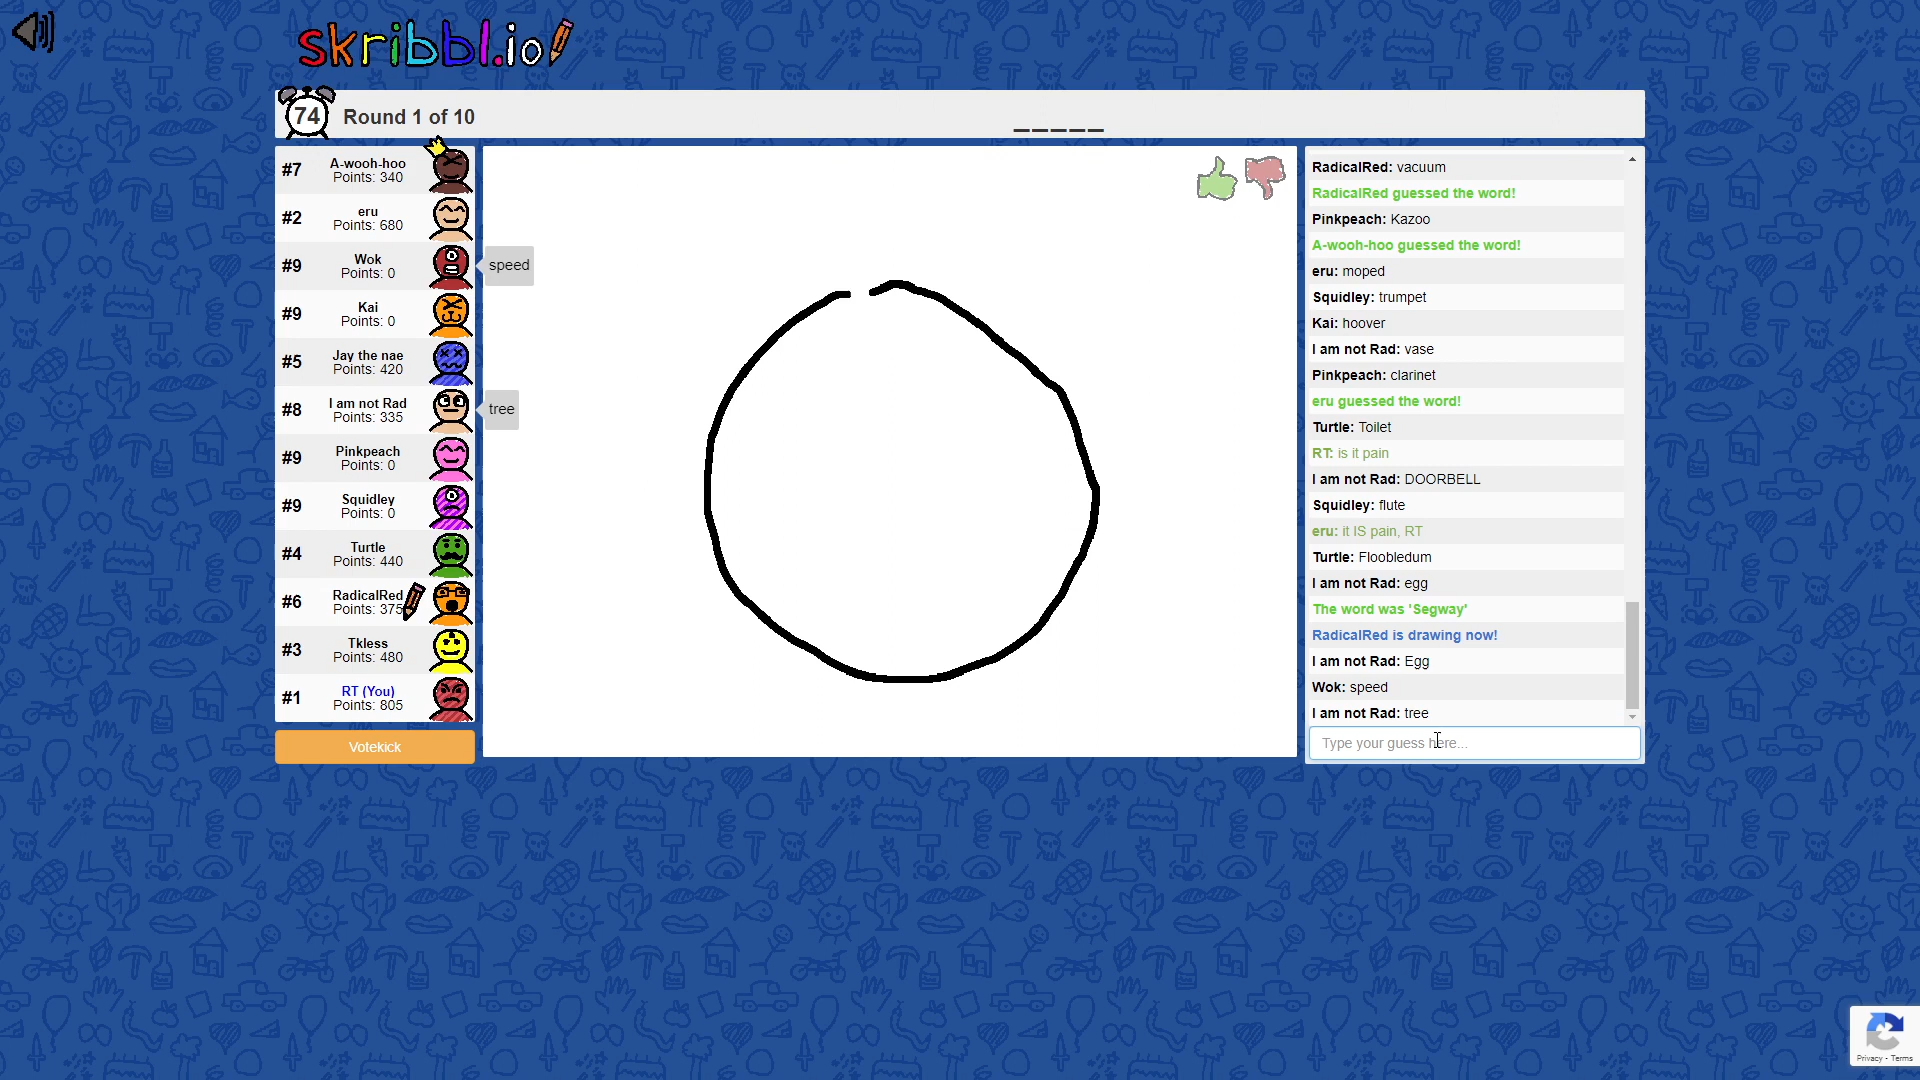 skribbl.io
74
Round 1 of 10
_____
#7
A-wooh-hoo
Points: 340
#2
eru
Points: 680
#9
Wok
Points: 0
speed
#9
Kai
Points: 0
#5
Jay the nae
Points: 420
#8
I am not Rad
Points: 335
tree
#9
Pinkpeach
Points: 0
#9
Squidley
Points: 0
#4
Turtle
Points: 440
#6
RadicalRed
Points: 375
#3
Tkless
Points: 480
#1
RT (You)
Points: 805
Votekick
RadicalRed: vacuum
RadicalRed guessed the word!
Pinkpeach: Kazoo
A-wooh-hoo guessed the word!
eru: moped
Squidley: trumpet
Kai: hoover
I am not Rad: vase
Pinkpeach: clarinet
eru guessed the word!
Turtle: Toilet
RT: is it pain
I am not Rad: DOORBELL
Squidley: flute
eru: it IS pain, RT
Turtle: Floobledum
I am not Rad: egg
The word was 'Segway'
RadicalRed is drawing now!
I am not Rad: Egg
Wok: speed
I am not Rad: tree
Type your guess here...
Privacy - Terms